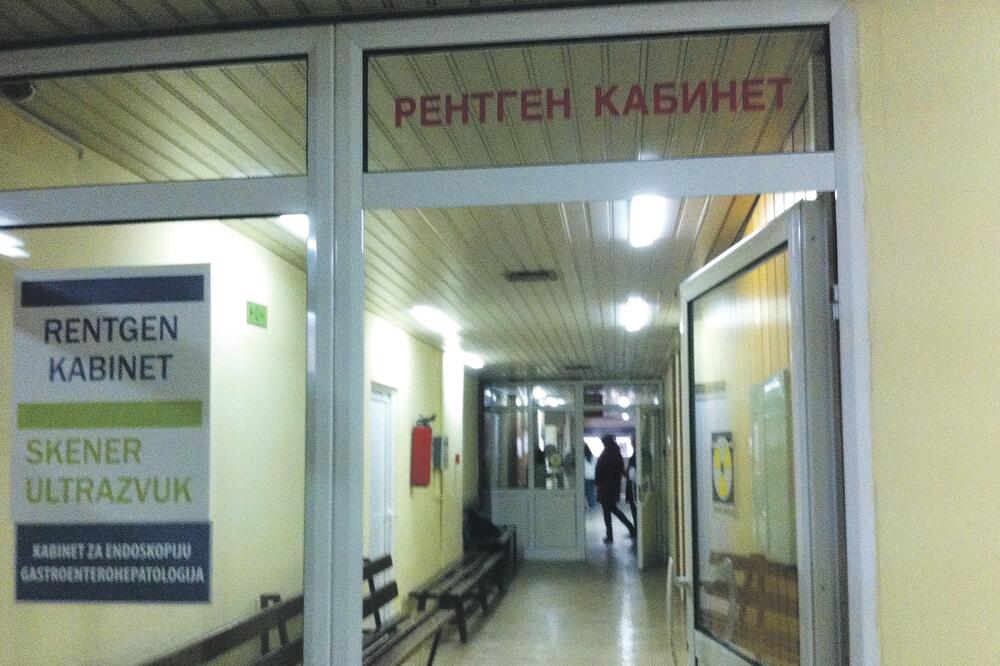 РЕНТГЕН КАБИНЕТ
RENTGEN
KABINET
SKENER
ULTRAZVUK
KABINET ZA ENDOSKOPIJU
GASTROENTEROHEPATOLOGIJA